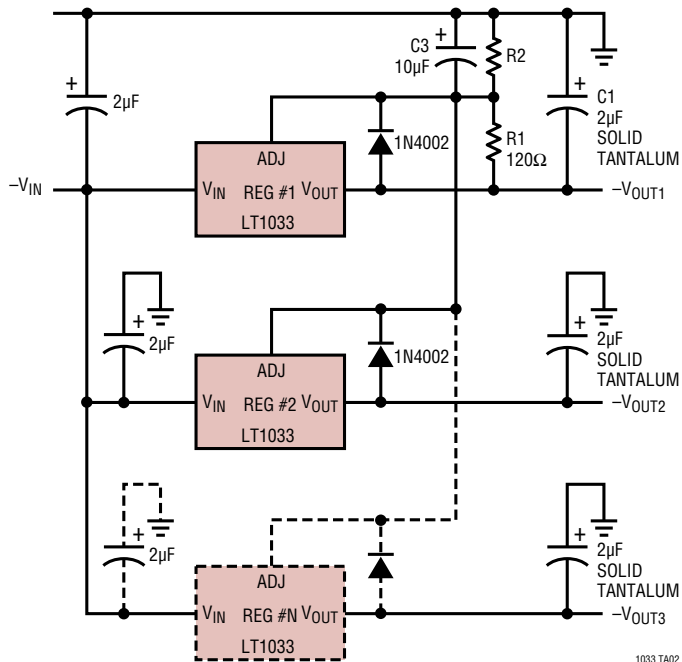 +
2µF
C3
10µF
+
R2
+
C1
2µF
SOLID
TANTALUM
1N4002
R1
120Ω
–VIN
ADJ
VIN REG #1 VOUT
LT1033
–VOUT1
+
2µF
ADJ
VIN REG #2 VOUT
LT1033
1N4002
+
2µF
SOLID
TANTALUM
–VOUT2
+
2µF
ADJ
VIN REG #N VOUT
LT1033
+
2µF
SOLID
TANTALUM
–VOUT3
1033 TA02